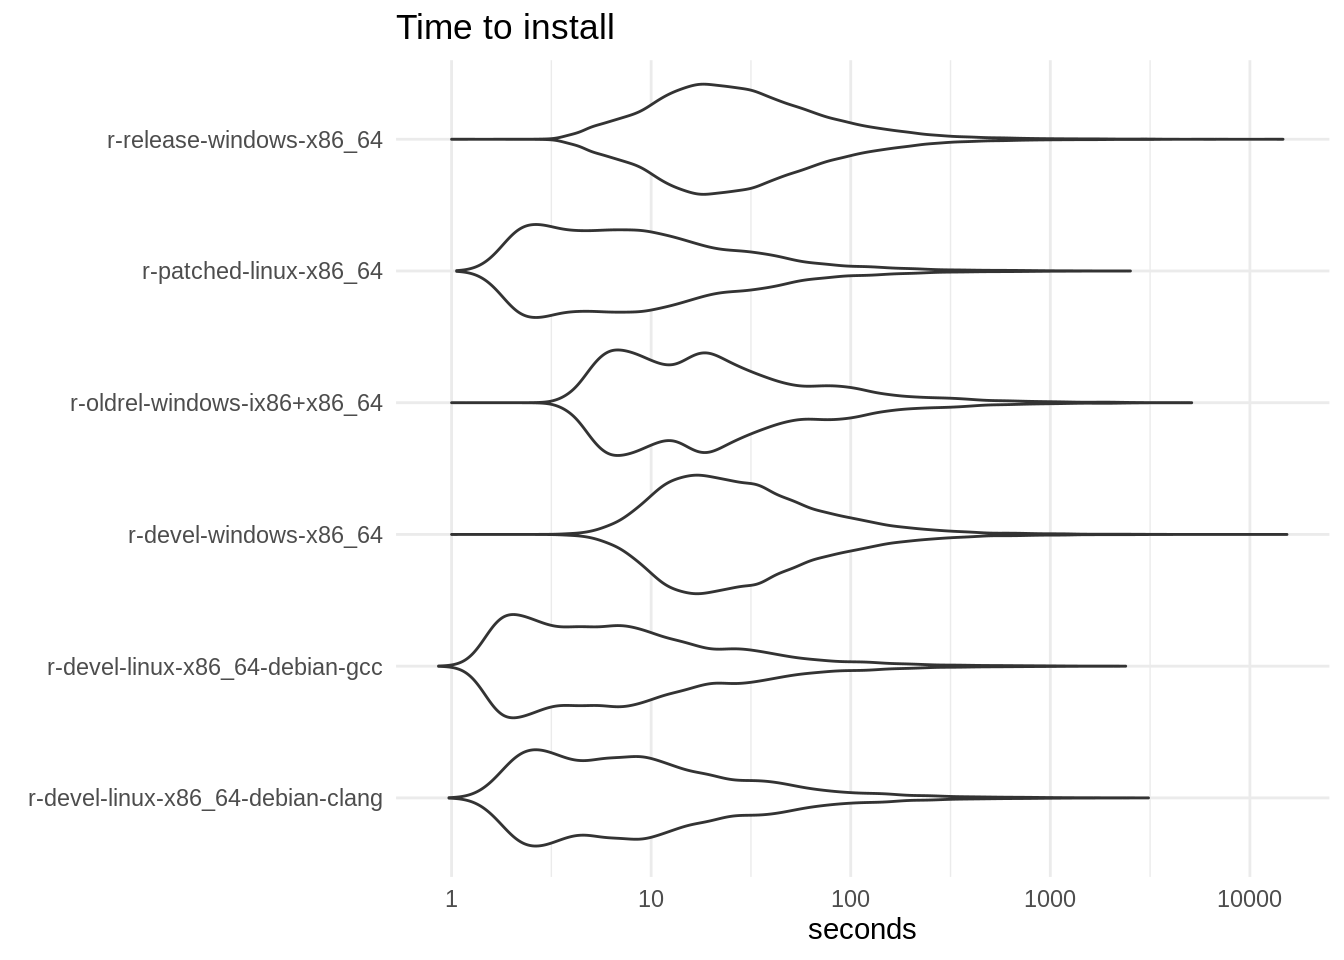 Time to install
r-release-windows-x86_64
r-patched-linux-x86_64
r-oldrel-windows-ix86+x86_64
r-devel-windows-x86_64
r-devel-linux-x86_64-debian-gcc
r-devel-linux-x86_64-debian-clang
1 10 100 1000 10000
seconds